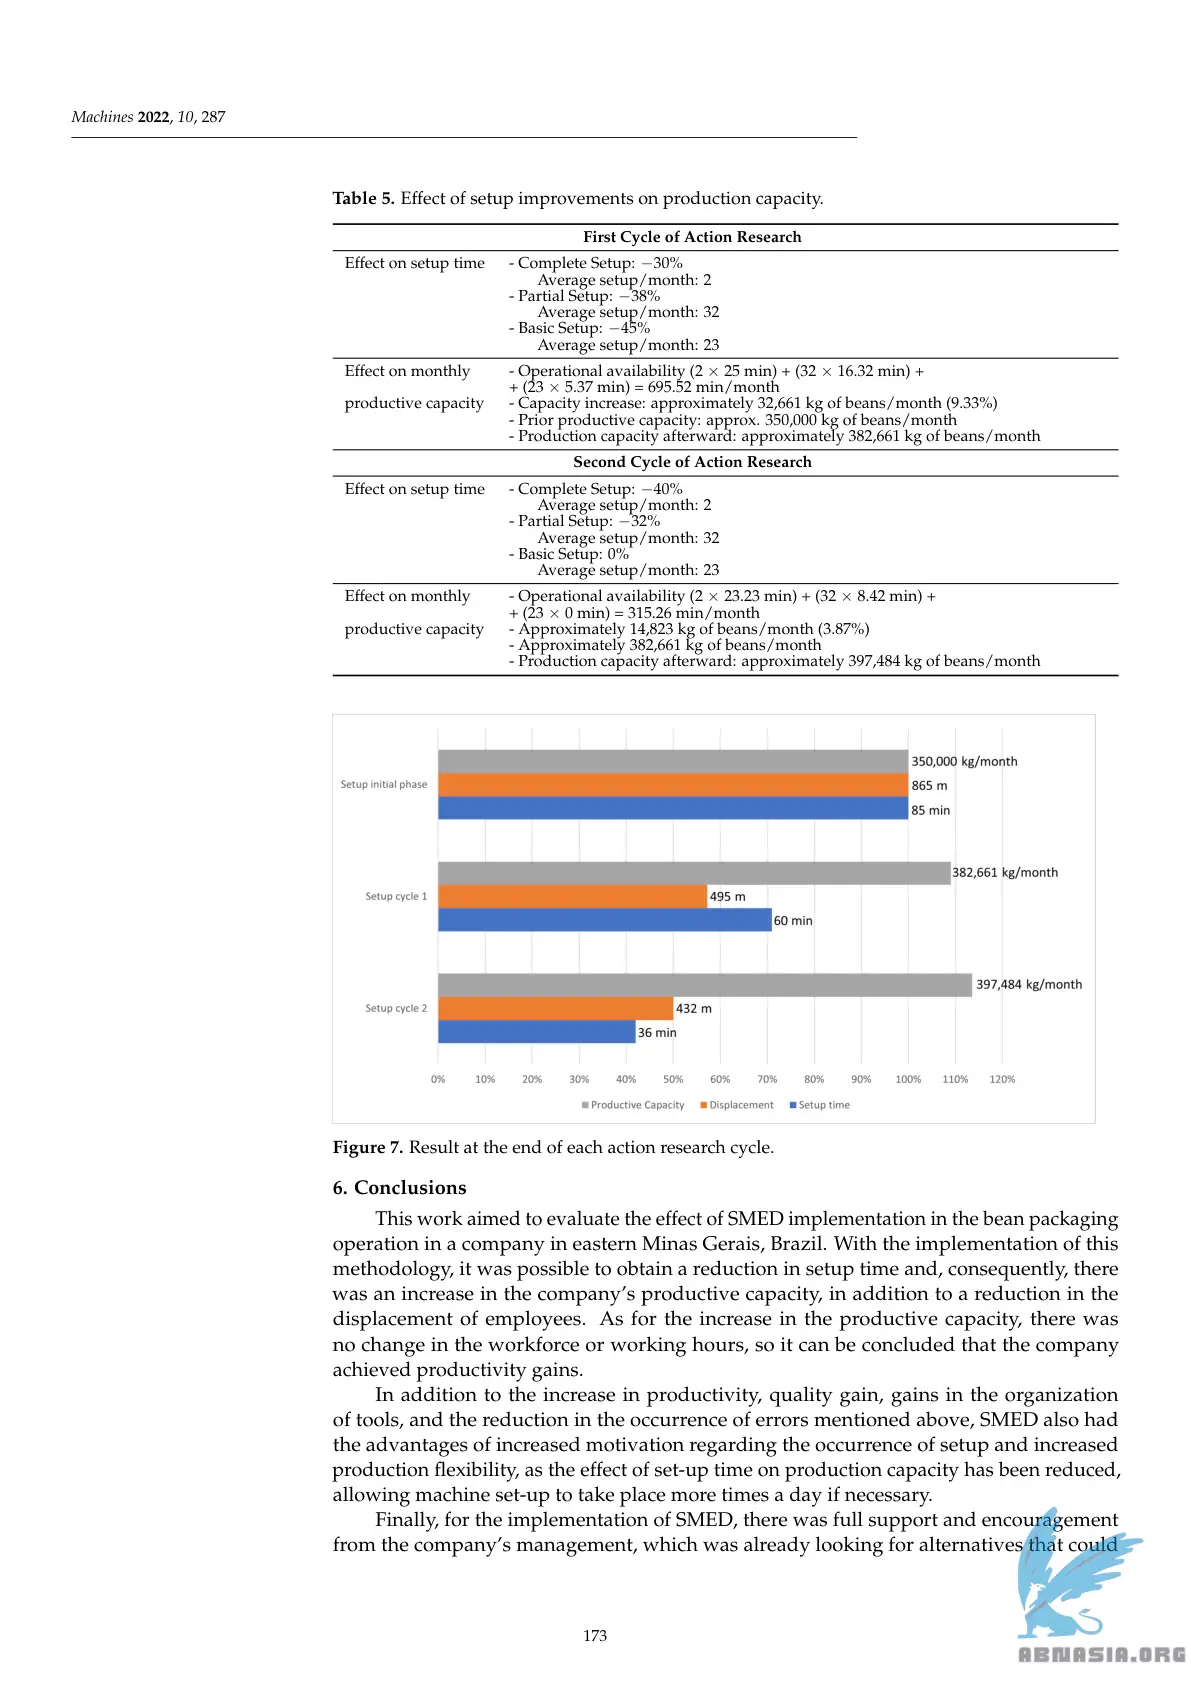 Machines 2022, 10, 287
Table 5. Effect of setup improvements on production capacity.
First Cycle of Action Research
Effect on setup time - Complete Setup: −30%
Average setup/month: 2
- Partial Setup: −38%
Average setup/month: 32
- Basic Setup: −45%
Average setup/month: 23
Effect on monthly - Operational availability (2 × 25 min) + (32 × 16.32 min) +
+ (23 × 5.37 min) = 695.52 min/month
productive capacity - Capacity increase: approximately 32,661 kg of beans/month (9.33%)
- Prior productive capacity: approx. 350,000 kg of beans/month
- Production capacity afterward: approximately 382,661 kg of beans/month
Second Cycle of Action Research
Effect on setup time - Complete Setup: −40%
Average setup/month: 2
- Partial Setup: −32%
Average setup/month: 32
- Basic Setup: 0%
Average setup/month: 23
Effect on monthly - Operational availability (2 × 23.23 min) + (32 × 8.42 min) +
+ (23 × 0 min) = 315.26 min/month
productive capacity - Approximately 14,823 kg of beans/month (3.87%)
- Approximately 382,661 kg of beans/month
- Production capacity afterward: approximately 397,484 kg of beans/month
350,000 kg/month
Setup initial phase 865 m
85 min
382,661 kg/month
Setup cycle 1 495 m
60 min
397,484 kg/month
Setup cycle 2 432 m
36 min
0% 10% 20% 30% 40% 50% 60% 70% 80% 90% 100% 110% 120%
Productive Capacity Displacement Setup time
Figure 7. Result at the end of each action research cycle.
6. Conclusions
This work aimed to evaluate the effect of SMED implementation in the bean packaging
operation in a company in eastern Minas Gerais, Brazil. With the implementation of this
methodology, it was possible to obtain a reduction in setup time and, consequently, there
was an increase in the company's productive capacity, in addition to a reduction in the
displacement of employees. As for the increase in the productive capacity, there was
no change in the workforce or working hours, so it can be concluded that the company
achieved productivity gains.
In addition to the increase in productivity, quality gain, gains in the organization
of tools, and the reduction in the occurrence of errors mentioned above, SMED also had
the advantages of increased motivation regarding the occurrence of setup and increased
production flexibility, as the effect of set-up time on production capacity has been reduced,
allowing machine set-up to take place more times a day if necessary.
Finally, for the implementation of SMED, there was full support and encouragement
from the company's management, which was already looking for alternatives that could
173
ABNASIA.ORG